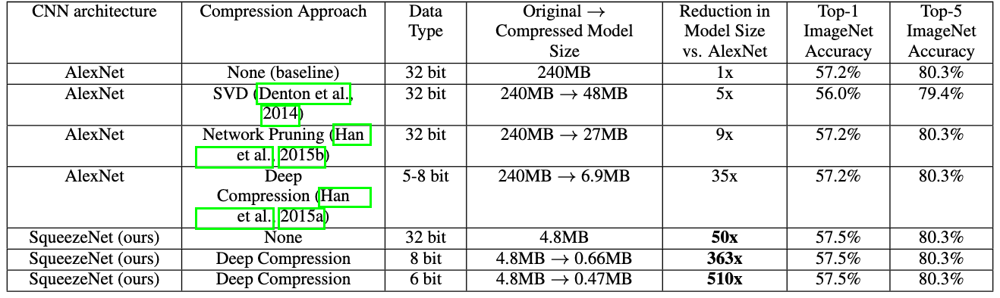 CNN architecture Compression Approach Data Type Original → Compressed Model Size Reduction in Model Size vs. AlexNet Top-1 ImageNet Accuracy Top-5 ImageNet Accuracy
AlexNet None (baseline) 32 bit 240MB 1x 57.2% 80.3%
AlexNet SVD (Denton et al., 2014) 32 bit 240MB → 48MB 5x 56.0% 79.4%
AlexNet Network Pruning (Han et al., 2015b) 32 bit 240MB → 27MB 9x 57.2% 80.3%
AlexNet Deep Compression (Han et al., 2015a) 5-8 bit 240MB → 6.9MB 35x 57.2% 80.3%
SqueezeNet (ours) None 32 bit 4.8MB 50x 57.5% 80.3%
SqueezeNet (ours) Deep Compression 8 bit 4.8MB → 0.66MB 363x 57.5% 80.3%
SqueezeNet (ours) Deep Compression 6 bit 4.8MB → 0.47MB 510x 57.5% 80.3%